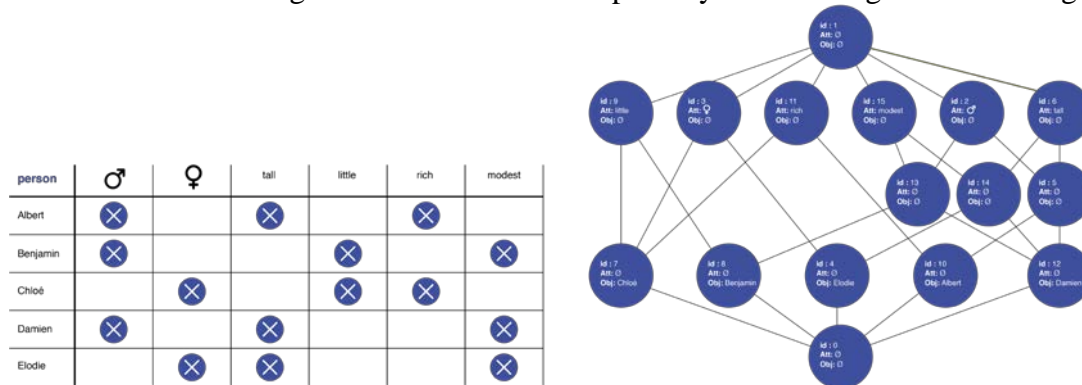 person ♂ ♀ tall little rich modest
Albert
Benjamin
Chloé
Damien
Elodie
id : 1
Att: ∅
Obj: ∅
id : 9
Att: little
Obj: ∅
id : 3
Att: ♀
Obj: ∅
id : 11
Att: rich
Obj: ∅
id : 15
Att: modest
Obj: ∅
id : 2
Att: ♂
Obj: ∅
id : 6
Att: tall
Obj: ∅
id : 13
Att: ∅
Obj: ∅
id : 14
Att: ∅
Obj: ∅
id : 5
Att: ∅
Obj: ∅
id : 7
Att: ∅
Obj: Chloé
id : 8
Att: ∅
Obj: Benjamin
id : 4
Att: ∅
Obj: Elodie
id : 10
Att: ∅
Obj: Albert
id : 12
Att: ∅
Obj: Damien
id : 0
Att: ∅
Obj: ∅